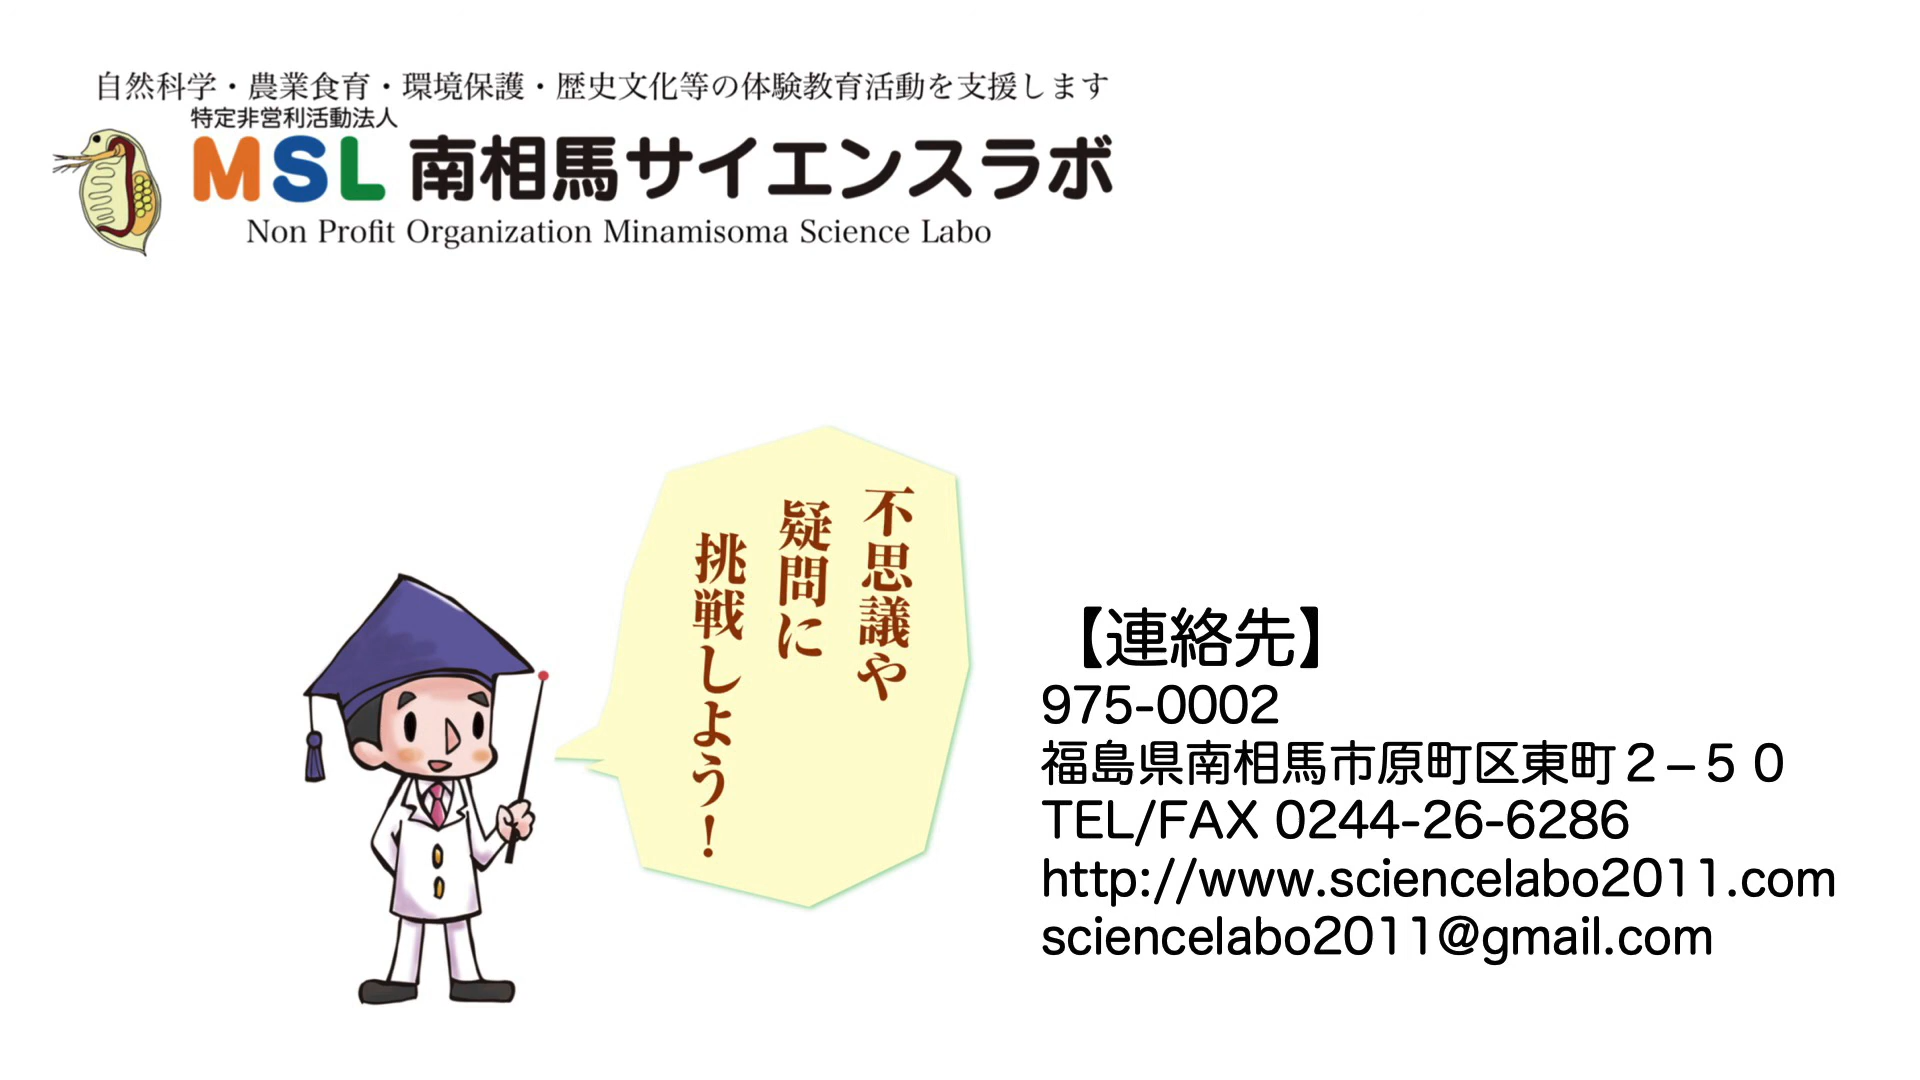 自然科学・農業食育・環境保護・歴史文化等の体験教育活動を支援します
特定非営利活動法人
MSL 南相馬サイエンスラボ
Non Profit Organization Minamisoma Science Labo
不思議や
疑問に
挑戦しよう！
【連絡先】
975-0002
福島県南相馬市原町区東町２−５０
TEL/FAX 0244-26-6286
http://www.sciencelabo2011.com
sciencelabo2011@gmail.com